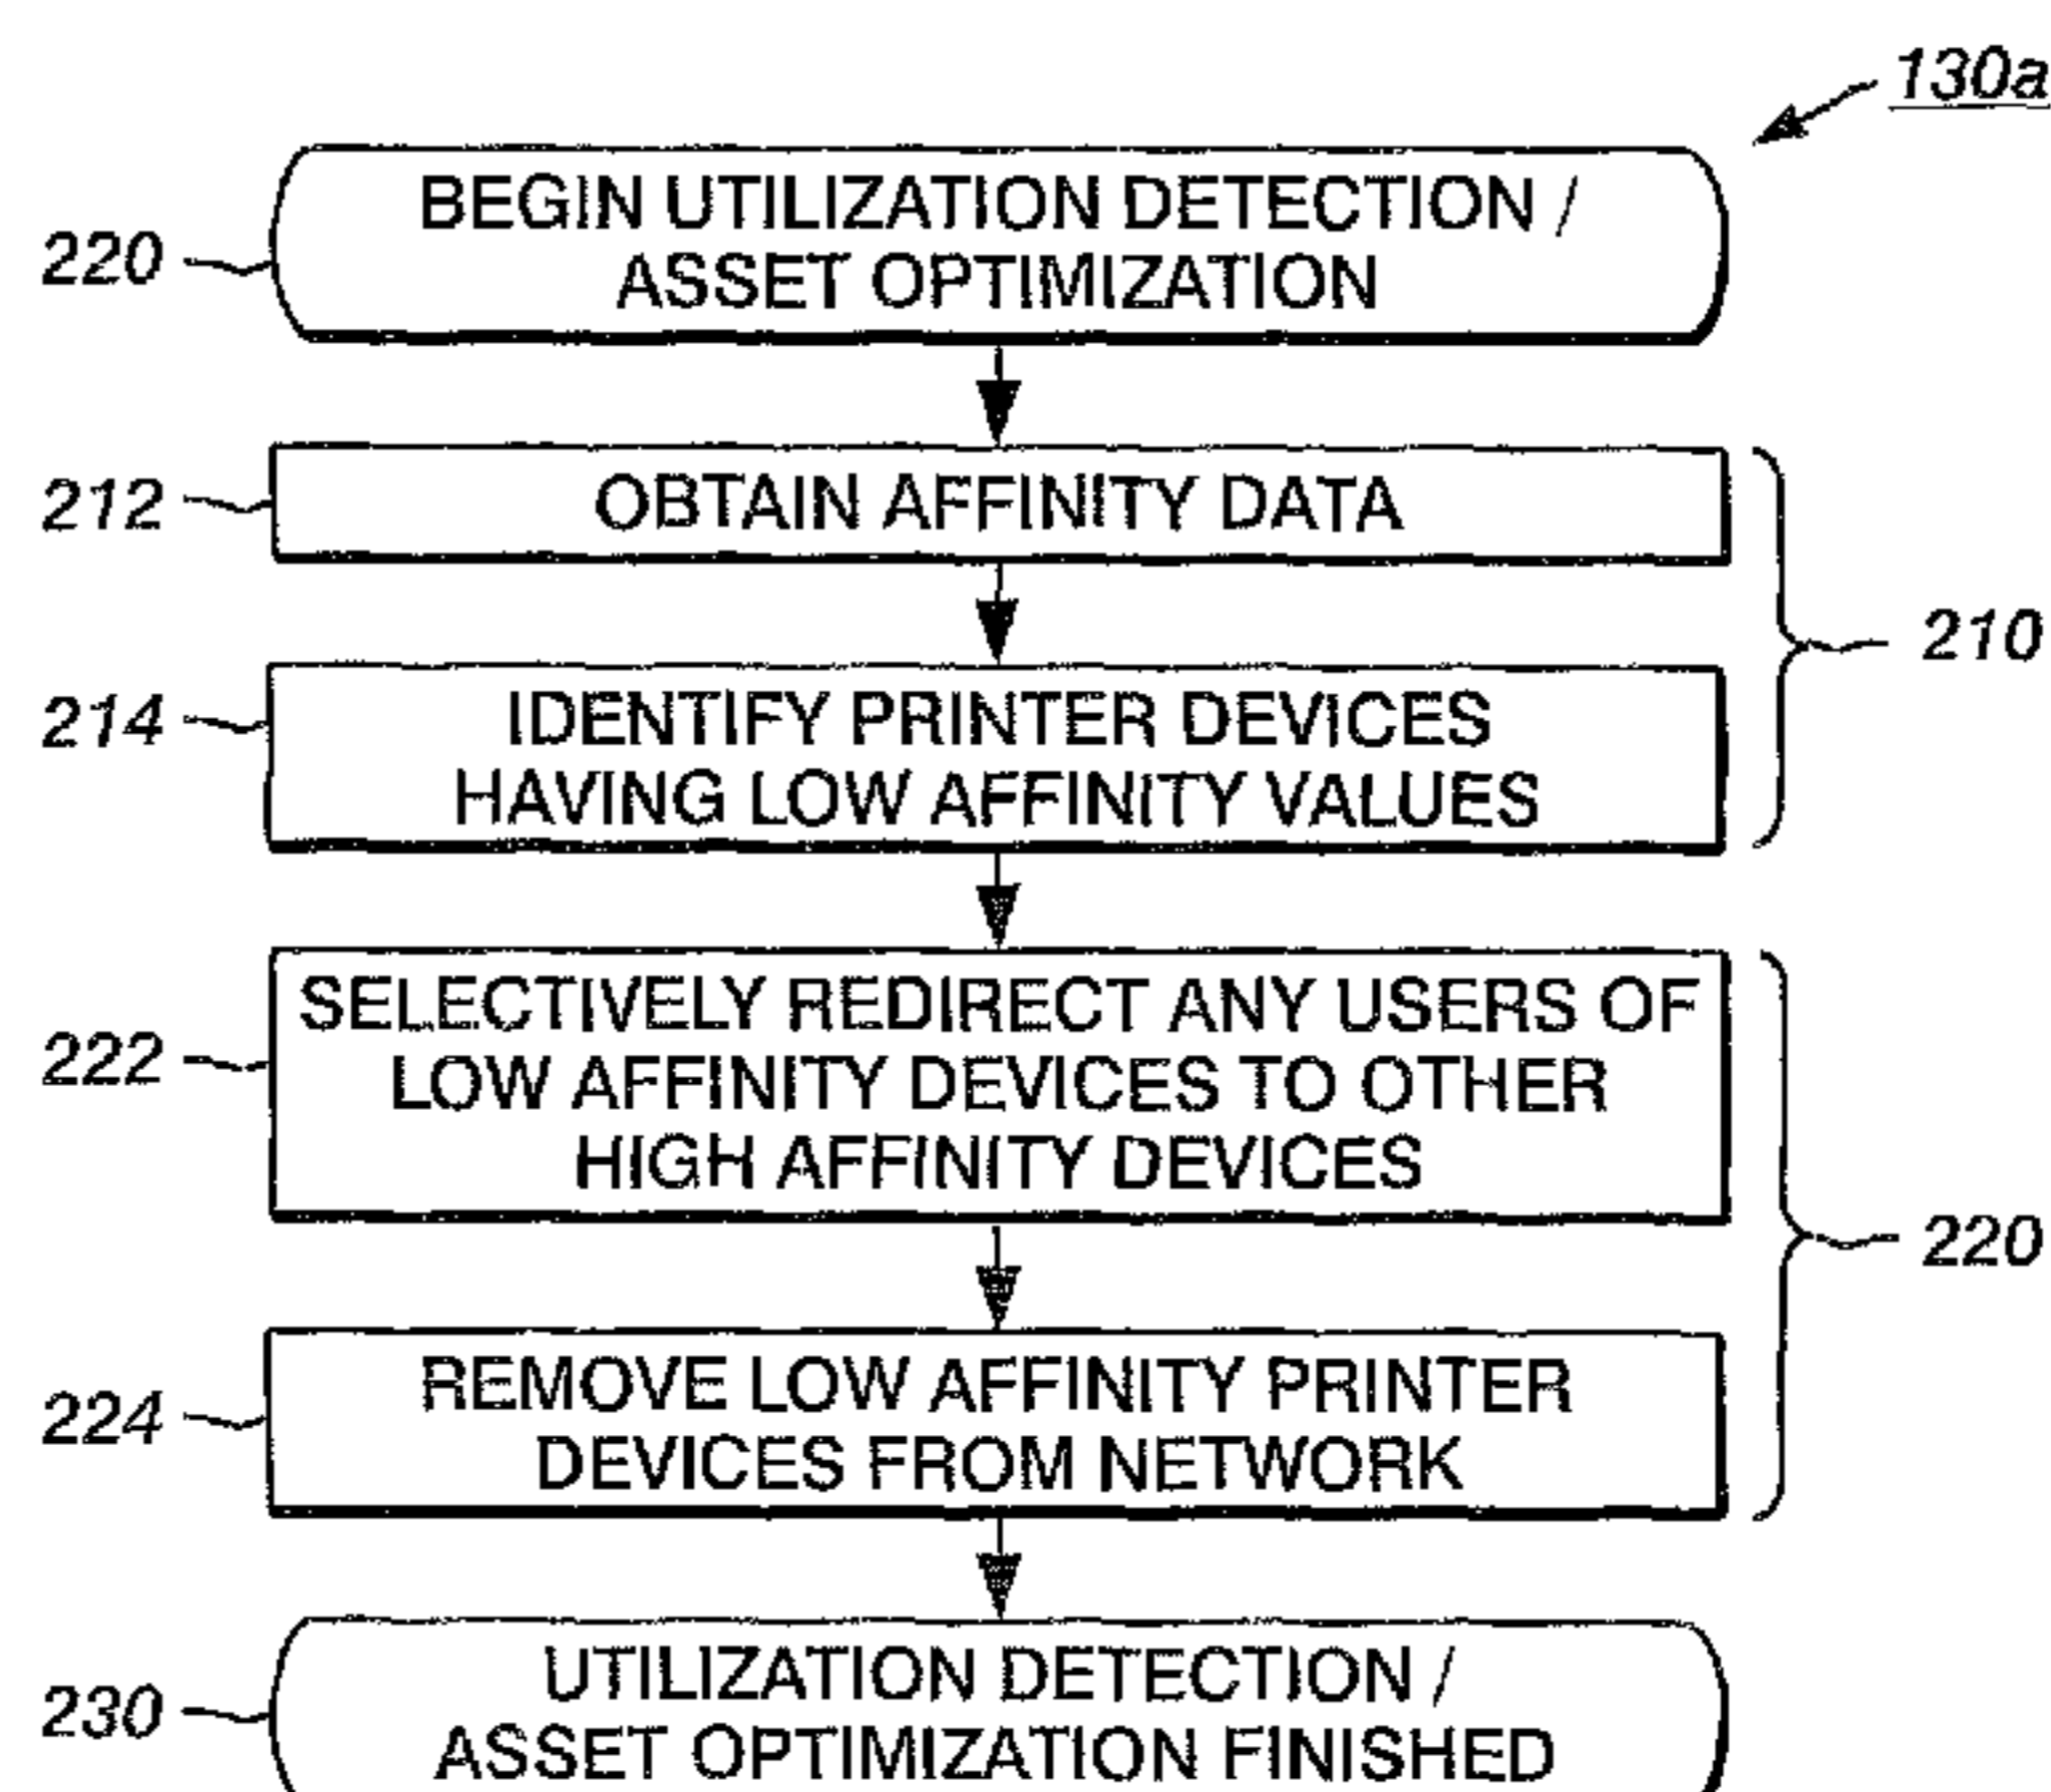 130a
220
BEGIN UTILIZATION DETECTION /
ASSET OPTIMIZATION
212
OBTAIN AFFINITY DATA
210
214
IDENTIFY PRINTER DEVICES
HAVING LOW AFFINITY VALUES
222
SELECTIVELY REDIRECT ANY USERS OF
LOW AFFINITY DEVICES TO OTHER
HIGH AFFINITY DEVICES
220
224
REMOVE LOW AFFINITY PRINTER
DEVICES FROM NETWORK
230
UTILIZATION DETECTION /
ASSET OPTIMIZATION FINISHED